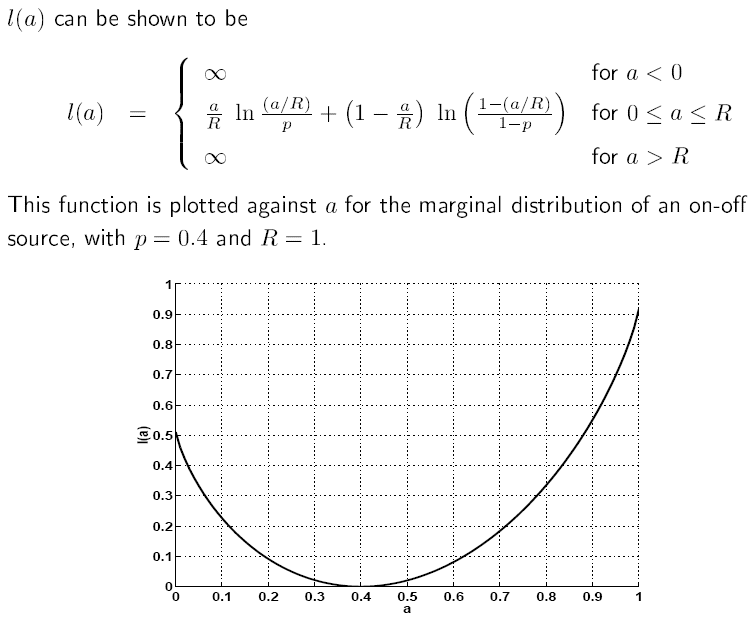 l(a) can be shown to be
∞ for a < 0
l(a) = { a/R ln (a/R)/p + (1 − a/R) ln (1−(a/R)/1−p) for 0 ≤ a ≤ R
∞ for a > R
This function is plotted against a for the marginal distribution of an on-off
source, with p = 0.4 and R = 1.
1
0.9
0.8
0.7
0.6
0.5
0.4
0.3
0.2
0.1
0
l(a)
0 0.1 0.2 0.3 0.4 0.5 0.6 0.7 0.8 0.9 1
a